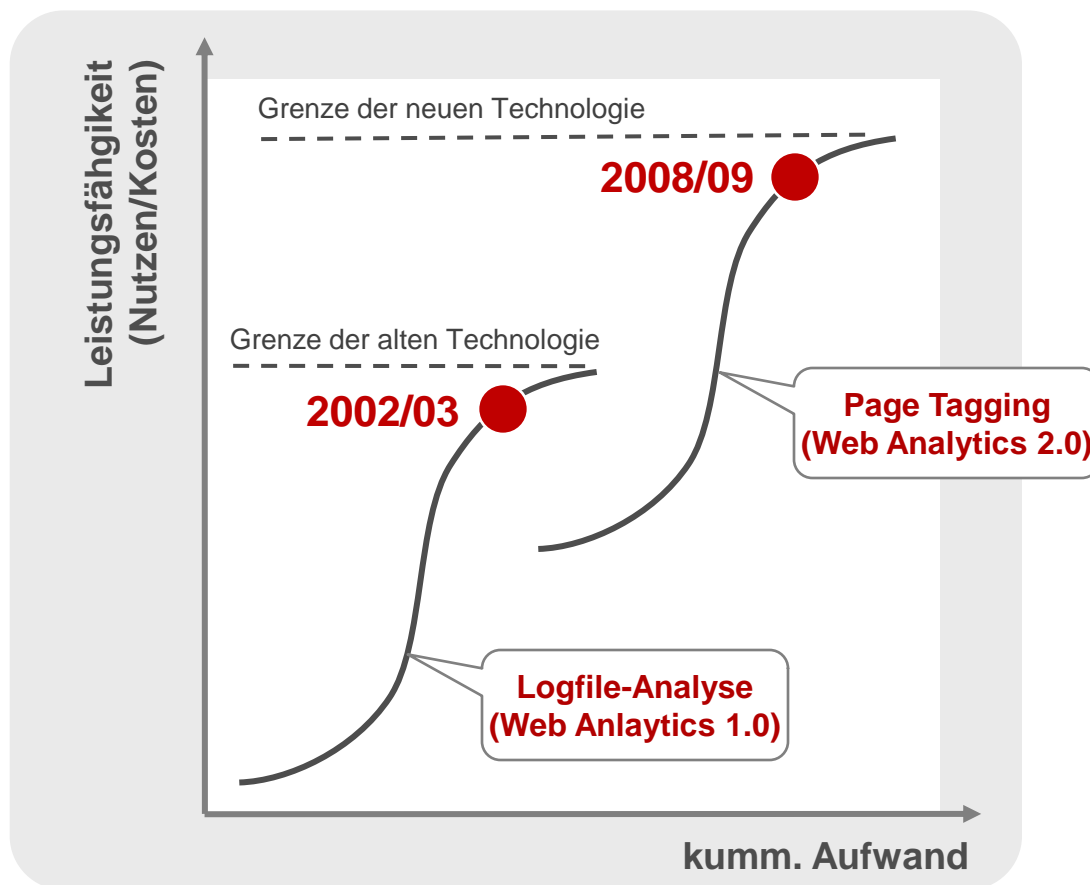 Leistungsfähgikeit
(Nutzen/Kosten)
Grenze der neuen Technologie
2008/09
Grenze der alten Technologie
2002/03
Page Tagging
(Web Analytics 2.0)
Logfile-Analyse
(Web Anlaytics 1.0)
kumm. Aufwand